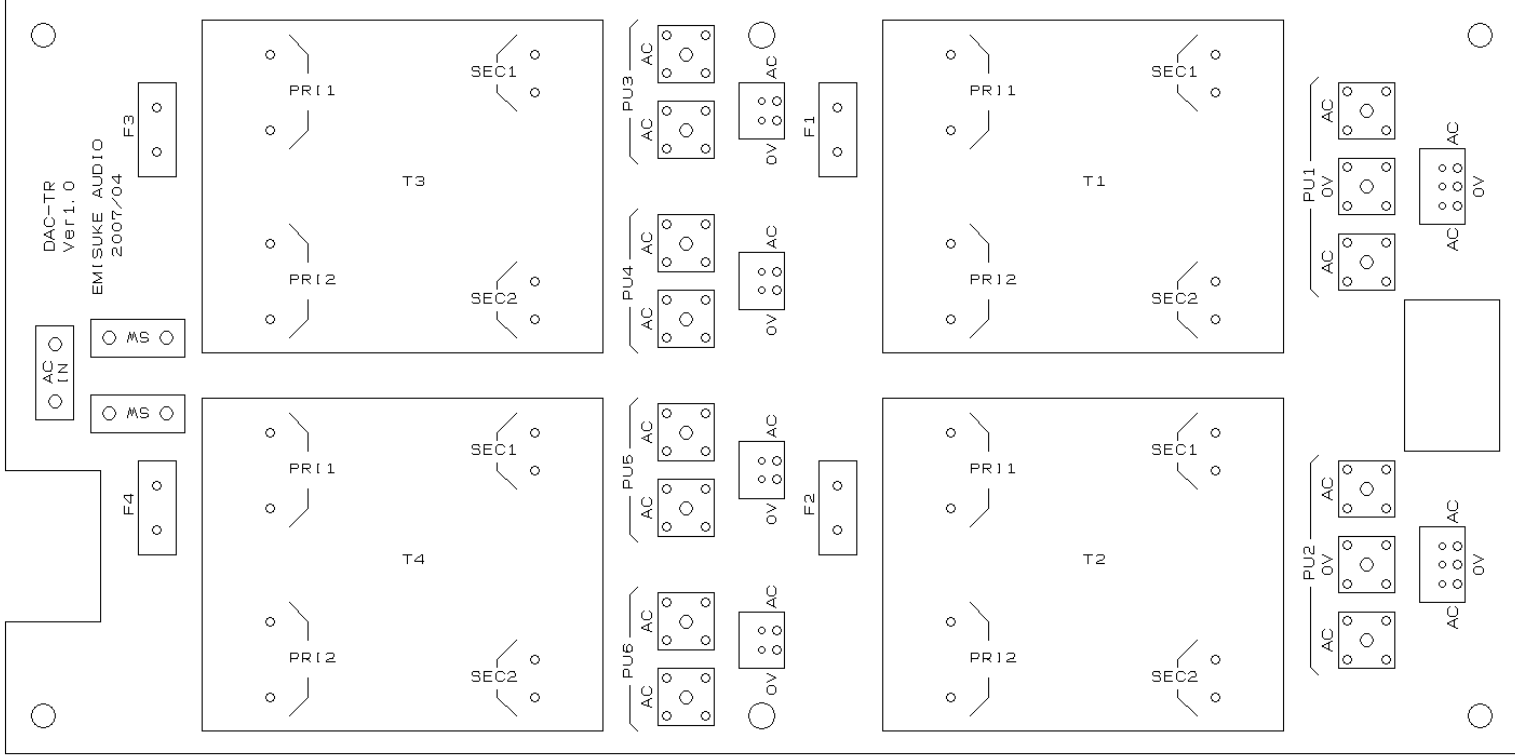 DAC-TR
Ver1.0
EMISUKE AUDIO
2007/04
AC
IN
SW
SW
F3
PRI1
SEC1
T3
PRI2
SEC2
PU3
AC
AC
AC
0V
PU4
AC
AC
AC
0V
F1
PRI1
SEC1
T1
PRI2
SEC2
PU1
AC
0V
AC
AC
0V
AC
F4
PRI1
SEC1
T4
PRI2
SEC2
PU5
AC
AC
AC
0V
PU6
AC
AC
AC
0V
F2
PRI1
SEC1
T2
PRI2
SEC2
PU2
AC
0V
AC
AC
0V
AC